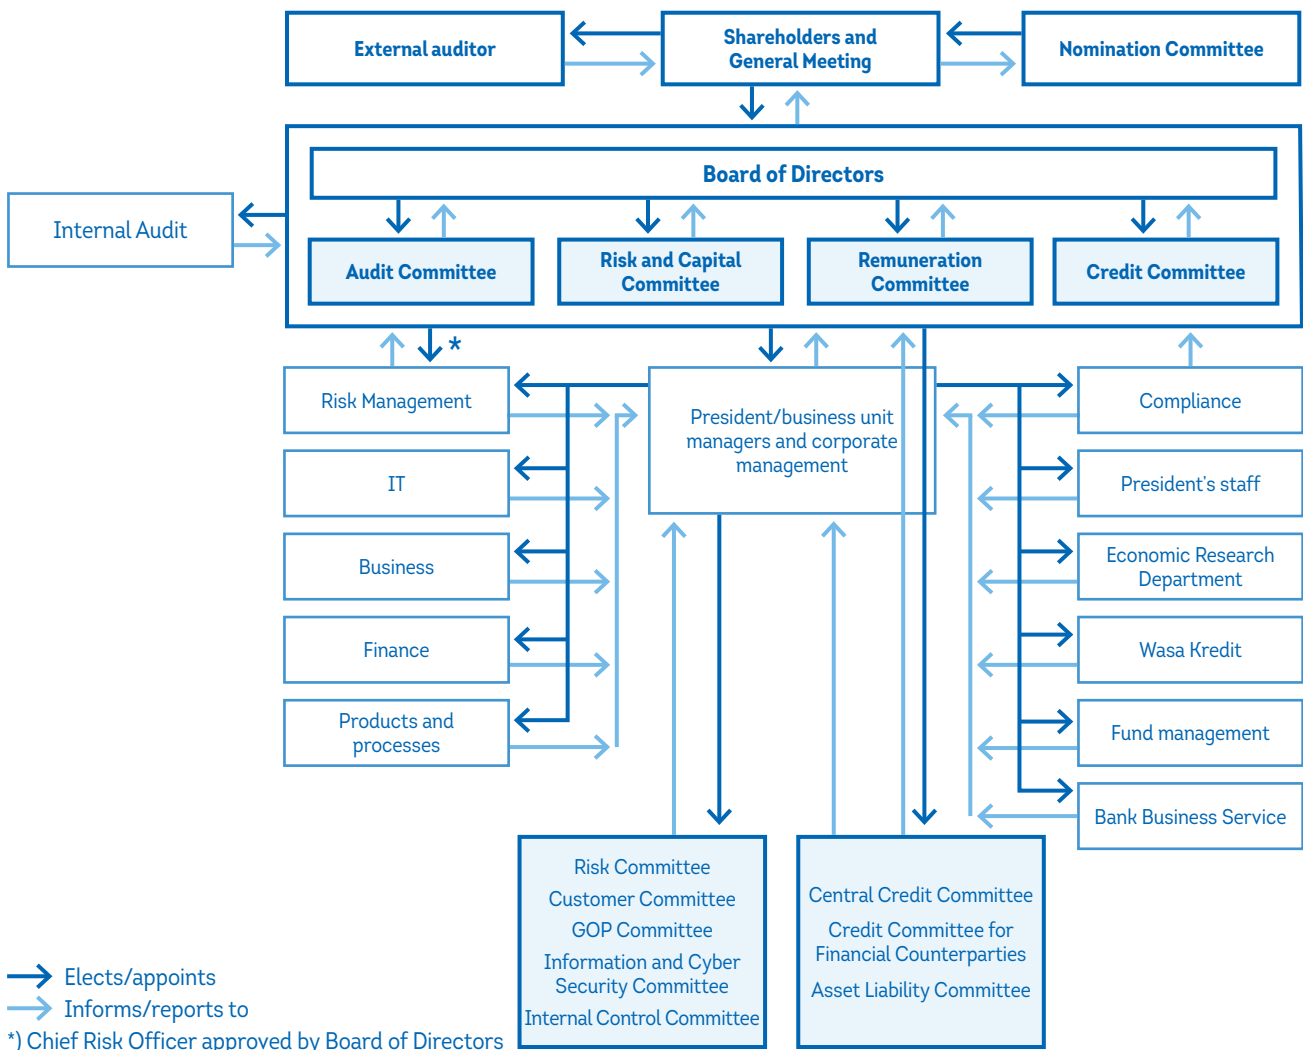 External auditor
Shareholders and
General Meeting
Nomination Committee
Board of Directors
Internal Audit
Audit Committee
Risk and Capital
Committee
Remuneration
Committee
Credit Committee
*
Risk Management
President/business unit
managers and corporate
management
Compliance
IT
President's staff
Business
Economic Research
Department
Finance
Wasa Kredit
Products and
processes
Fund management
Bank Business Service
Risk Committee
Customer Committee
GOP Committee
Information and Cyber
Security Committee
Internal Control Committee
Central Credit Committee
Credit Committee for
Financial Counterparties
Asset Liability Committee
Elects/appoints
Informs/reports to
*) Chief Risk Officer approved by Board of Directors